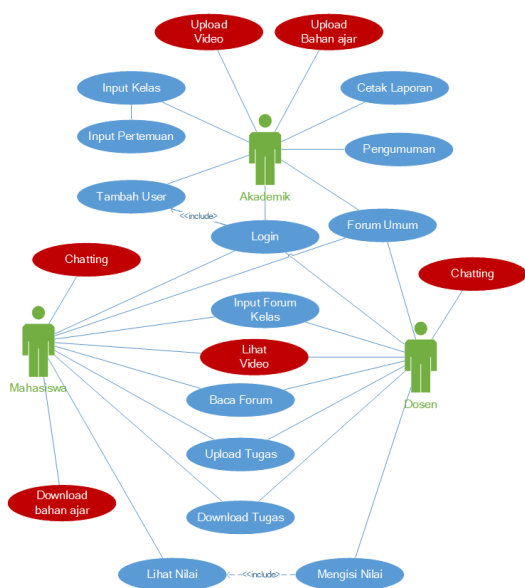 Upload
Video
Upload
Bahan ajar
Input Kelas
Cetak Laporan
Input Pertemuan
Pengumuman
Akademik
Tambah User
<<include>
Login
Forum Umum
Chatting
Chatting
Input Forum
Kelas
Lihat
Video
Mahasiswa
Dosen
Baca Forum
Upload Tugas
Download
bahan ajar
Download Tugas
Lihat Nilai
<<include>
Mengisi Nilai